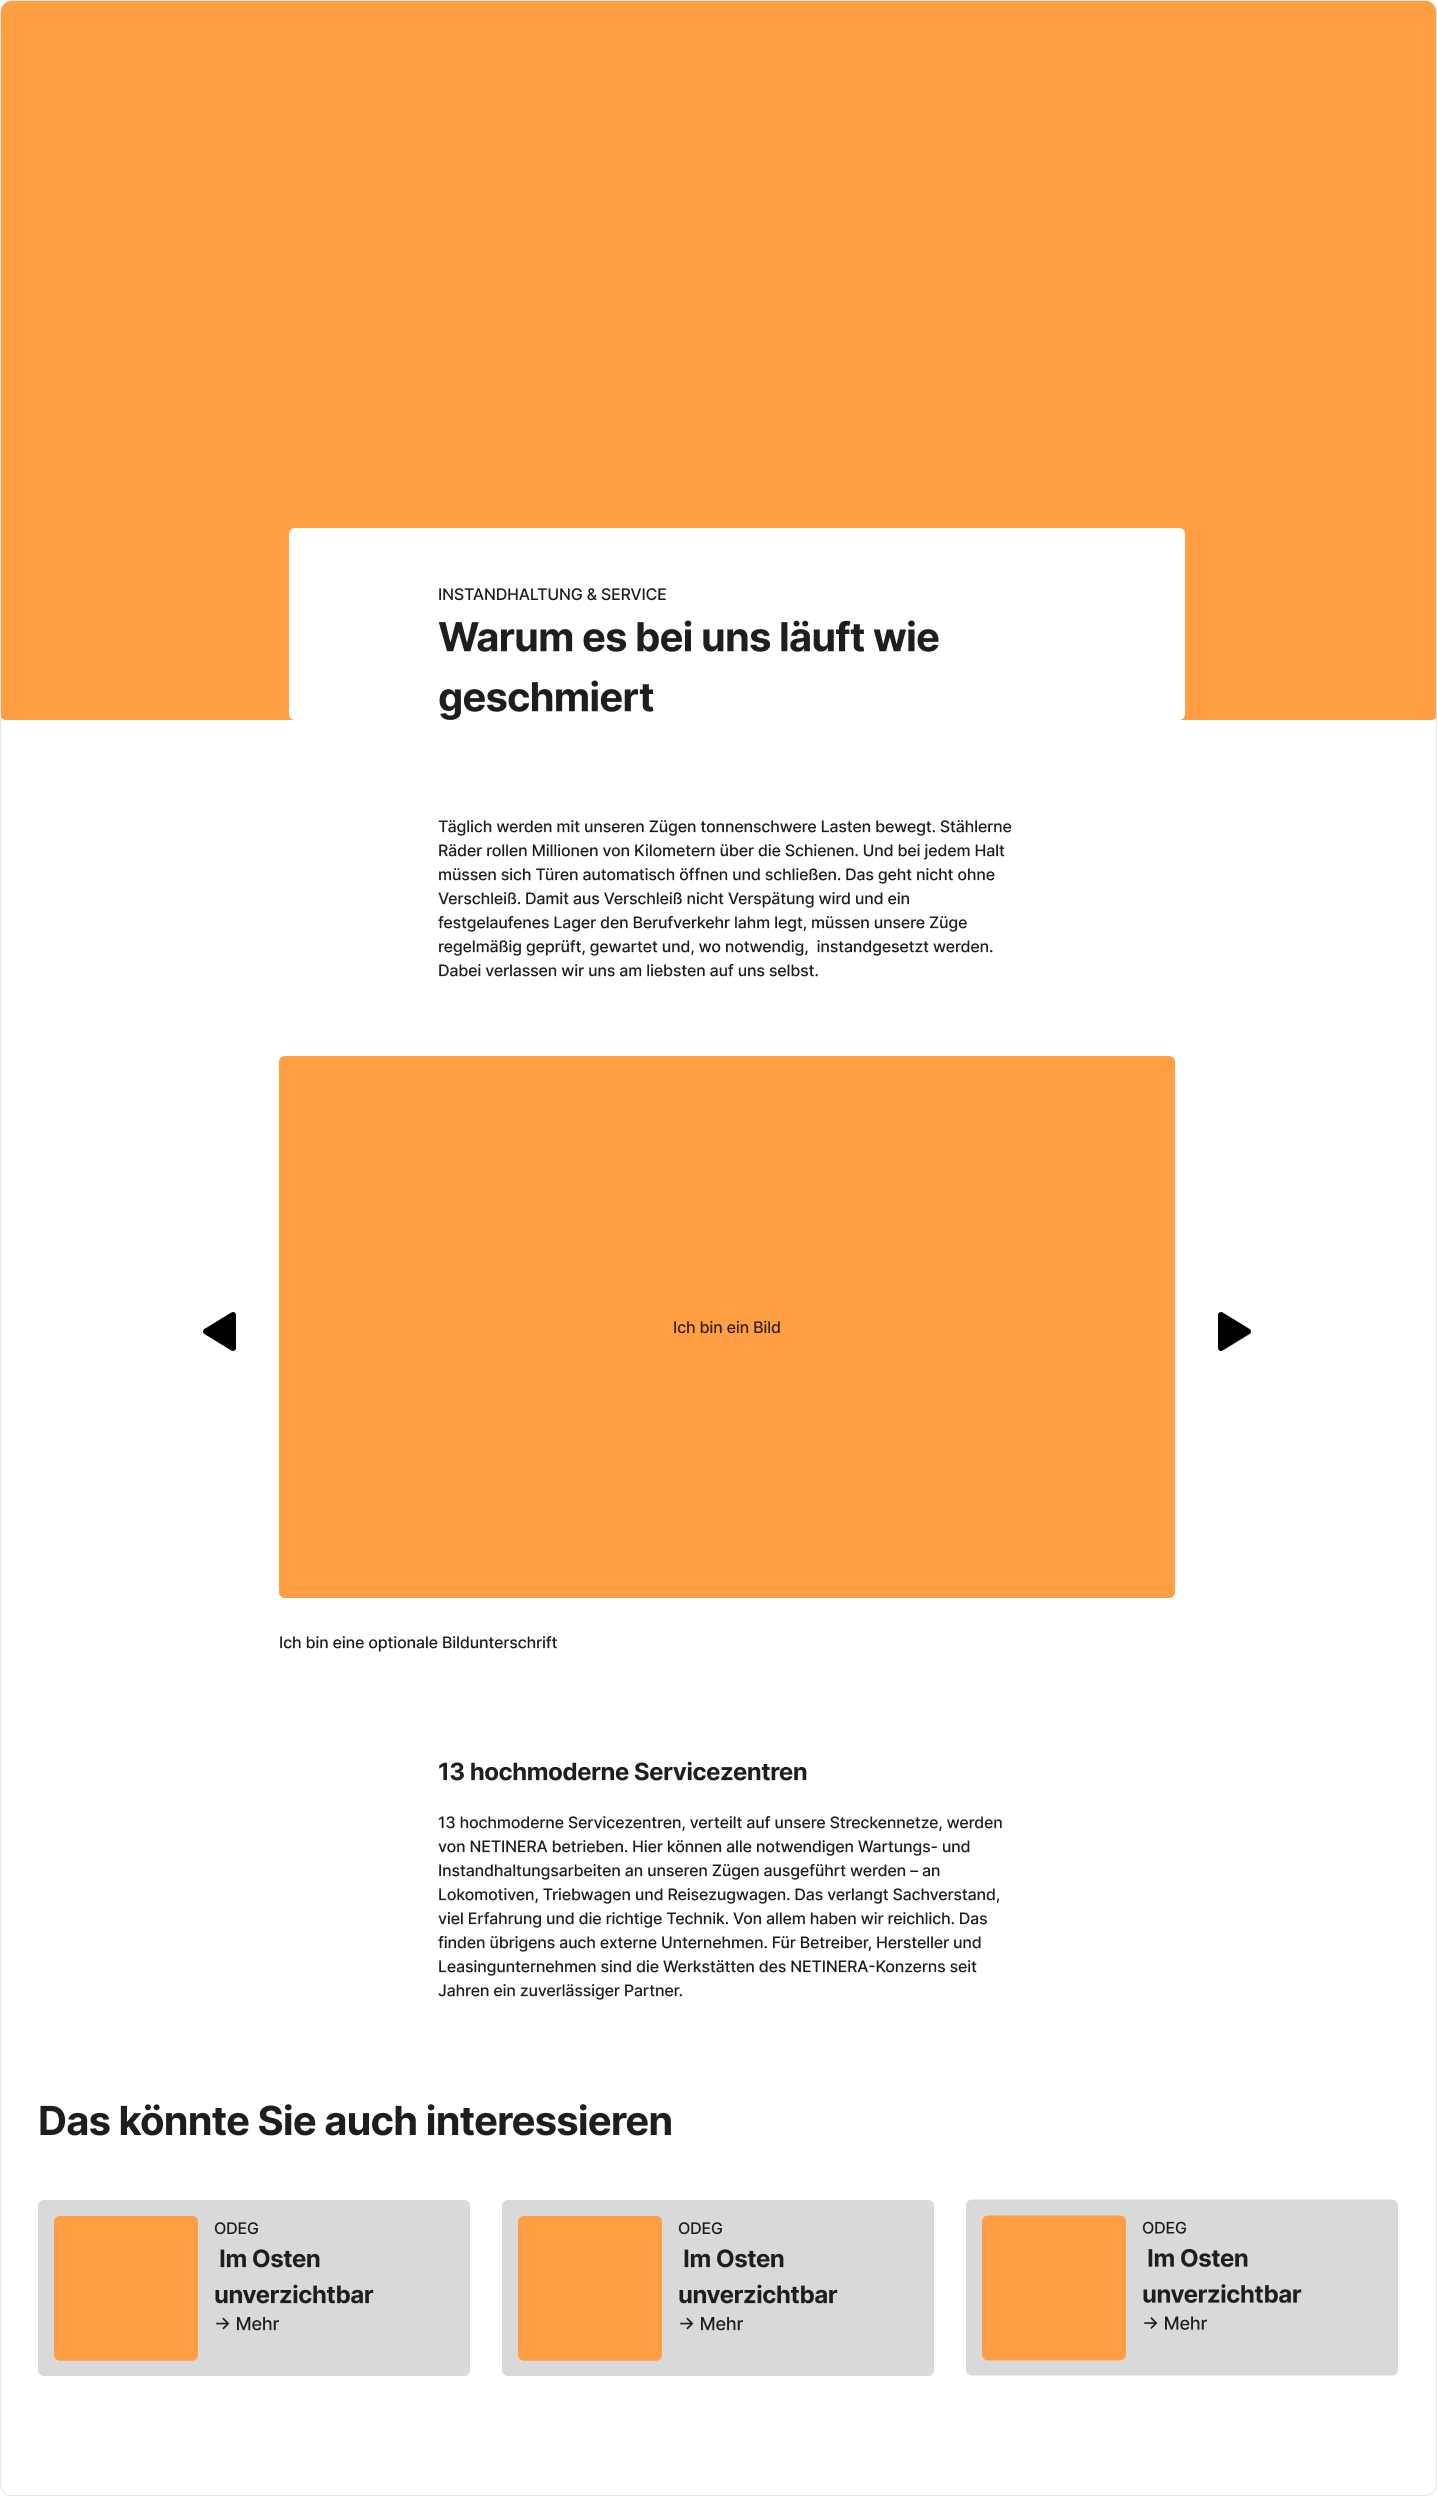 INSTANDHALTUNG & SERVICE
Warum es bei uns läuft wie
geschmiert
Täglich werden mit unseren Zügen tonnenschwere Lasten bewegt. Stählerne
Räder rollen Millionen von Kilometern über die Schienen. Und bei jedem Halt
müssen sich Türen automatisch öffnen und schließen. Das geht nicht ohne
Verschleiß. Damit aus Verschleiß nicht Verspätung wird und ein
festgelaufenes Lager den Berufverkehr lahm legt, müssen unsere Züge
regelmäßig geprüft, gewartet und, wo notwendig,  instandgesetzt werden.
Dabei verlassen wir uns am liebsten auf uns selbst.
Ich bin ein Bild
Ich bin eine optionale Bildunterschrift
13 hochmoderne Servicezentren
13 hochmoderne Servicezentren, verteilt auf unsere Streckennetze, werden
von NETINERA betrieben. Hier können alle notwendigen Wartungs- und
Instandhaltungsarbeiten an unseren Zügen ausgeführt werden – an
Lokomotiven, Triebwagen und Reisezugwagen. Das verlangt Sachverstand,
viel Erfahrung und die richtige Technik. Von allem haben wir reichlich. Das
finden übrigens auch externe Unternehmen. Für Betreiber, Hersteller und
Leasingunternehmen sind die Werkstätten des NETINERA-Konzerns seit
Jahren ein zuverlässiger Partner.
Das könnte Sie auch interessieren
ODEG
Im Osten
unverzichtbar
→ Mehr
ODEG
Im Osten
unverzichtbar
→ Mehr
ODEG
Im Osten
unverzichtbar
→ Mehr